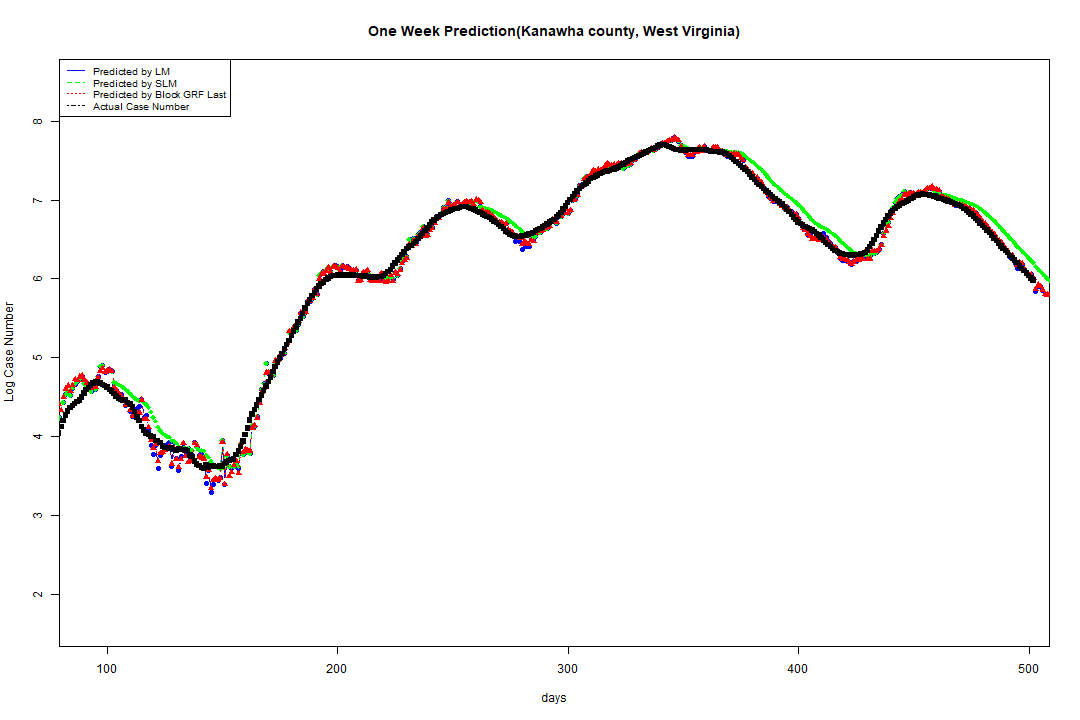 One Week Prediction(Kanawha county, West Virginia)
Predicted by LM
Predicted by SLM
Predicted by Block GRF Last
Actual Case Number
Log Case Number
8
7
6
5
4
3
2
100 200 300 400 500
days